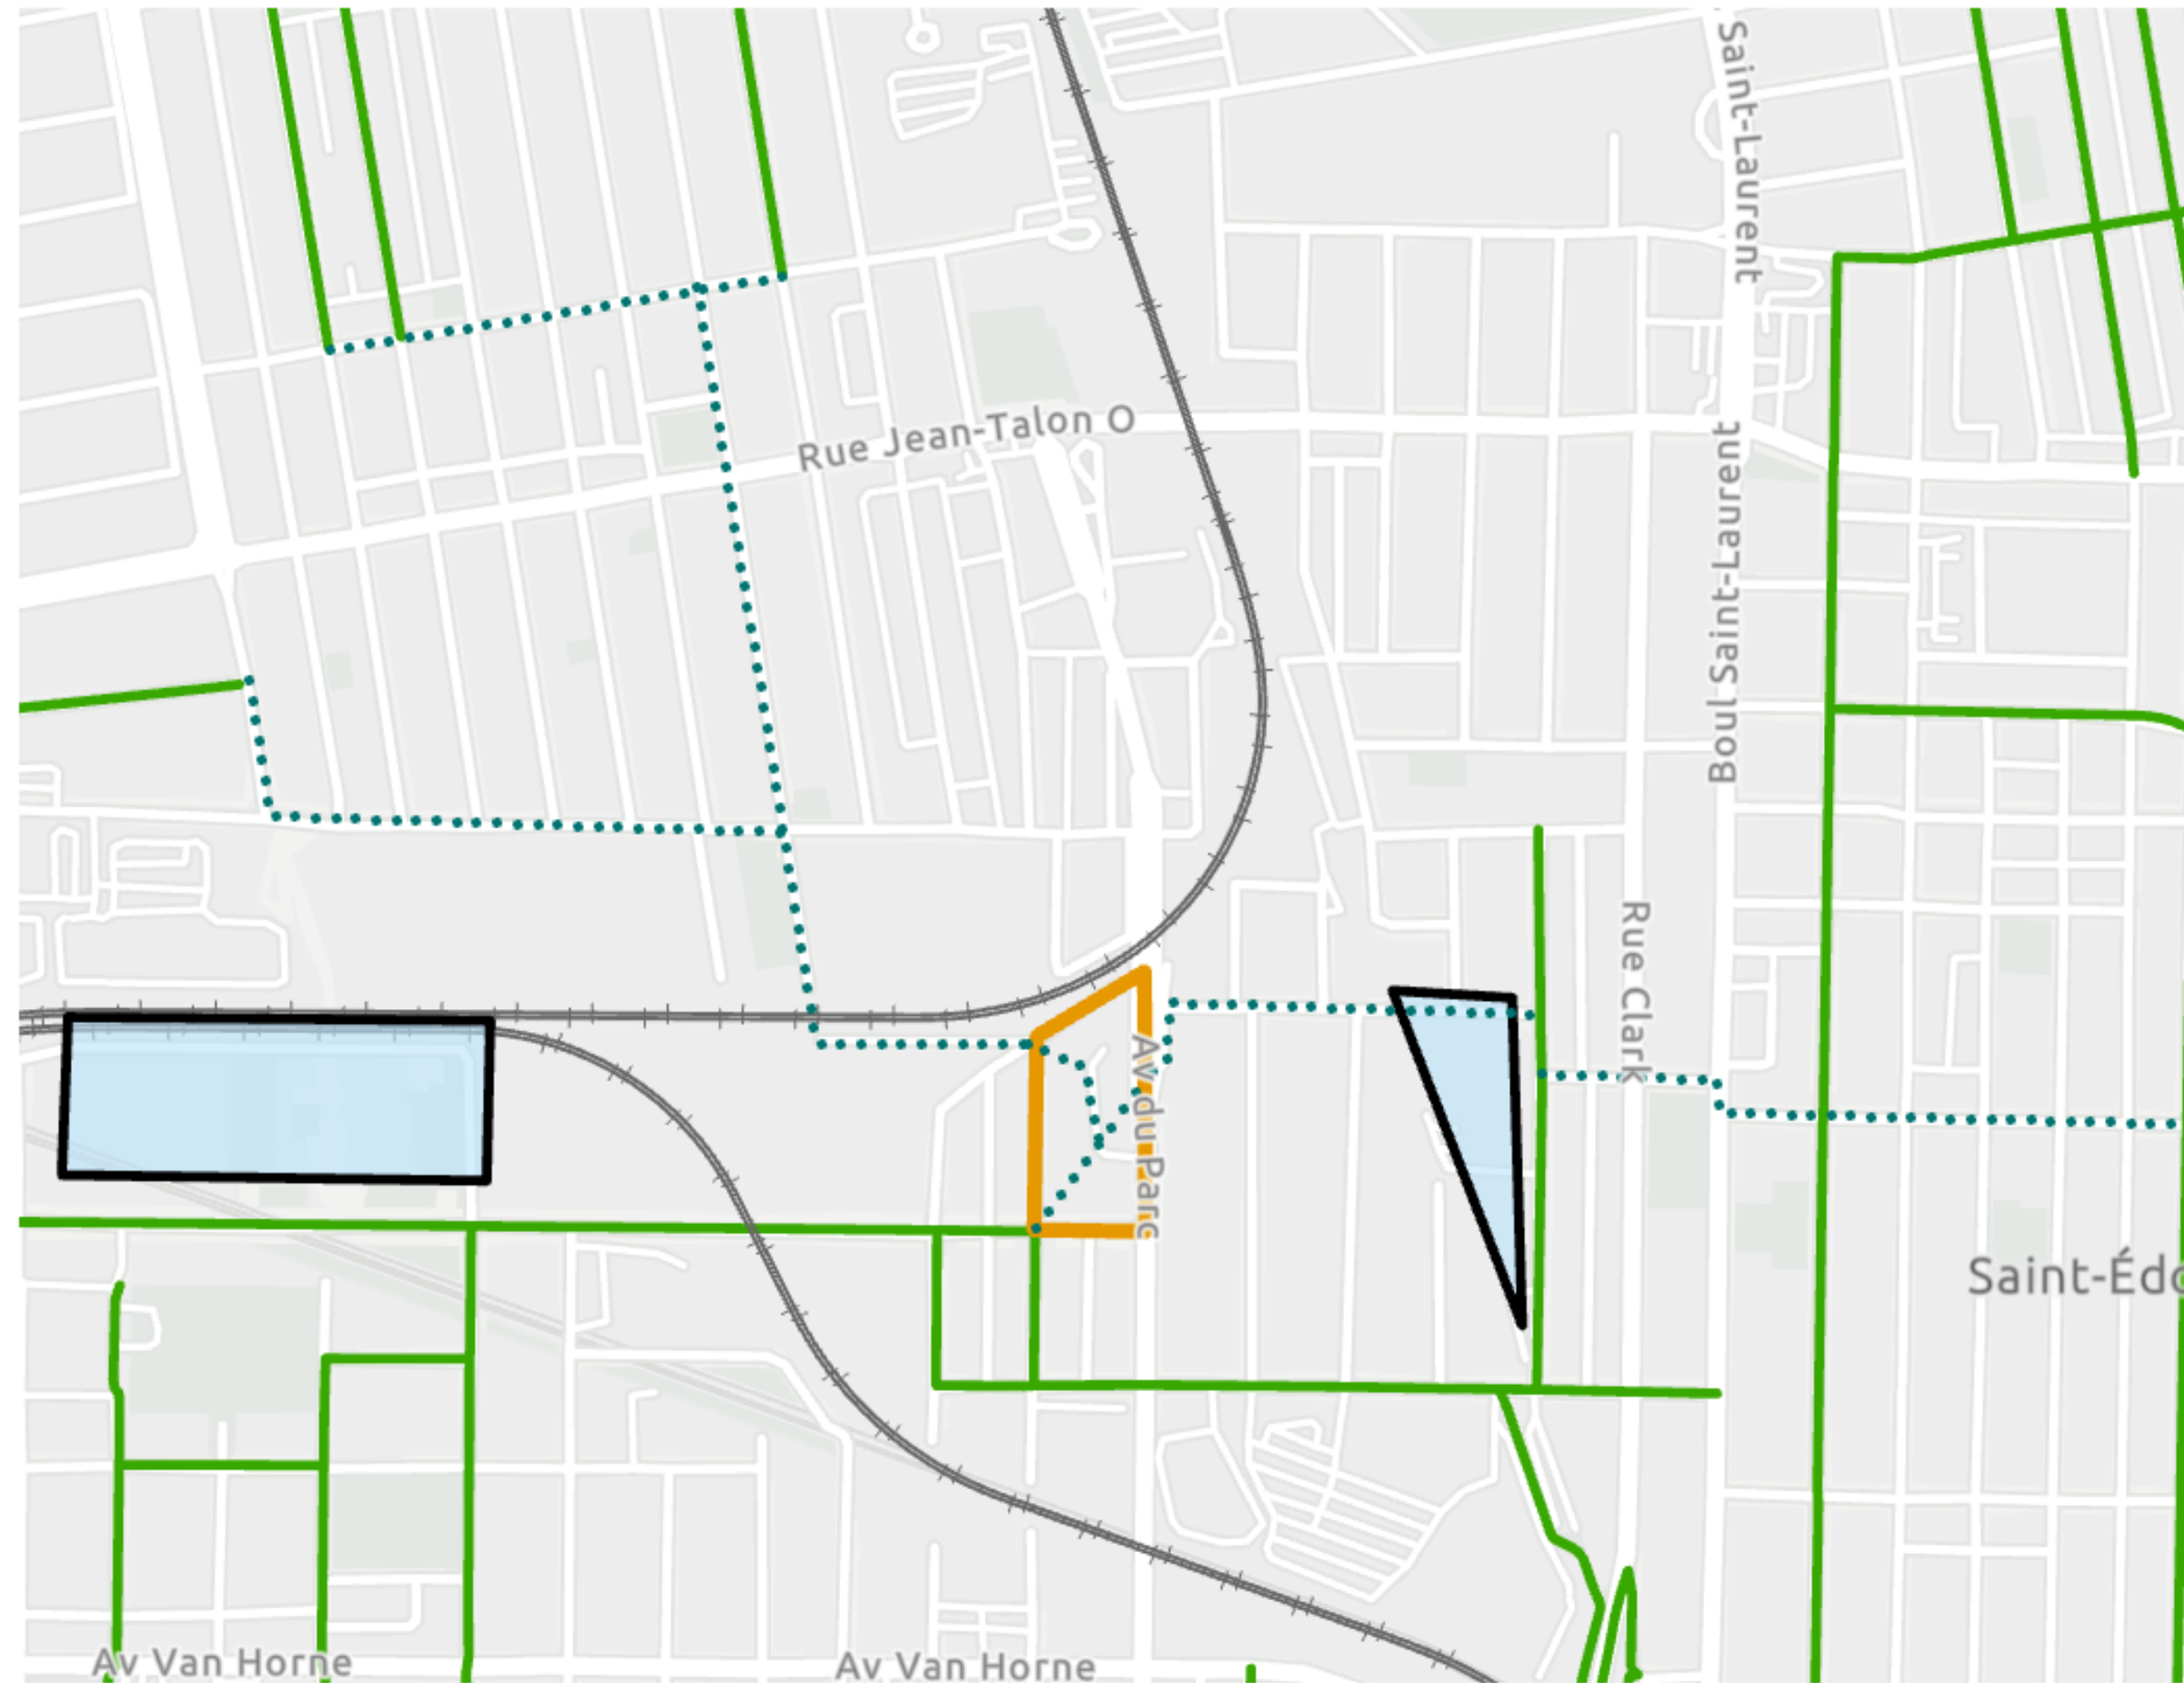 Saint-Laurent
Rue Jean-Talon O
Boul Saint-Laurent
Rue Clark
Av du Parc
Saint-Édo
Av Van Horne
Av Van Horne